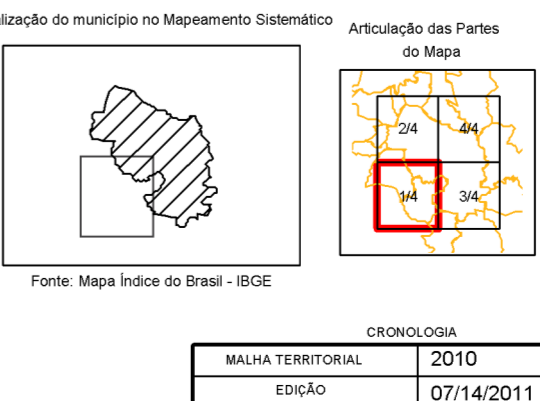 alização do município no Mapeamento Sistemático
Articulação das Partes
do Mapa
2/4 4/4
1/4 3/4
Fonte: Mapa Índice do Brasil - IBGE
CRONOLOGIA
MALHA TERRITORIAL 2010
EDIÇÃO 07/14/2011